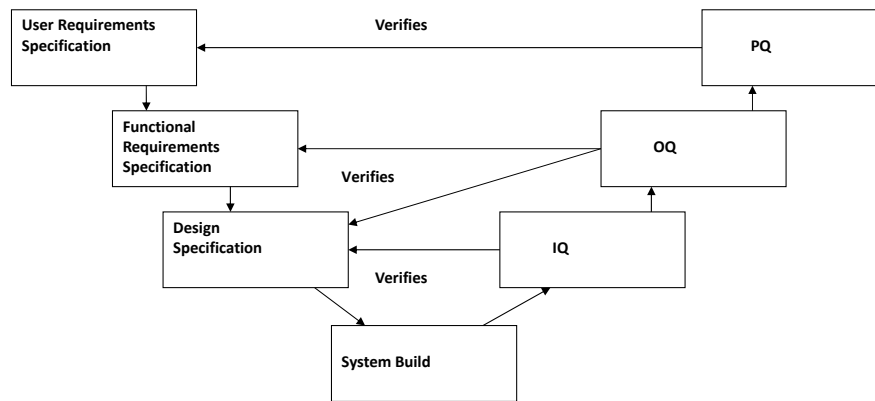 User Requirements
Specification
Verifies
PQ
Functional
Requirements
Specification
OQ
Verifies
Design
Specification
IQ
Verifies
System Build